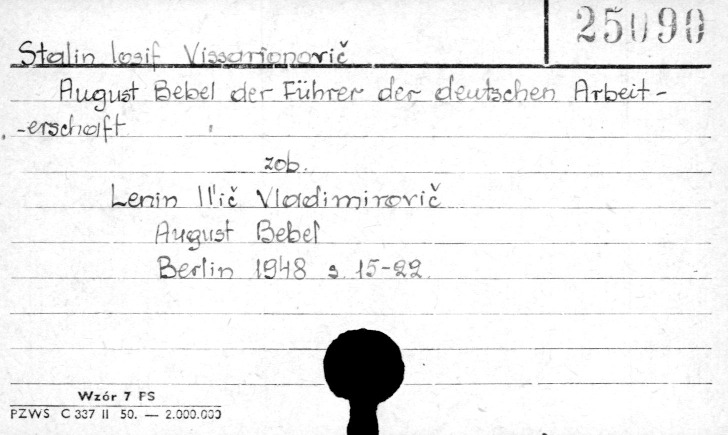 25090
Stalin Iosif Vissarionovič
August Bebel der Führer der deutschen Arbeit-
-erschaft
zob.
Lenin Il'ič Vladimirovič
August Bebel
Berlin 1948 s. 15-22.
Wzór 7 PS
PZWS C 337 II 50. — 2.000.000